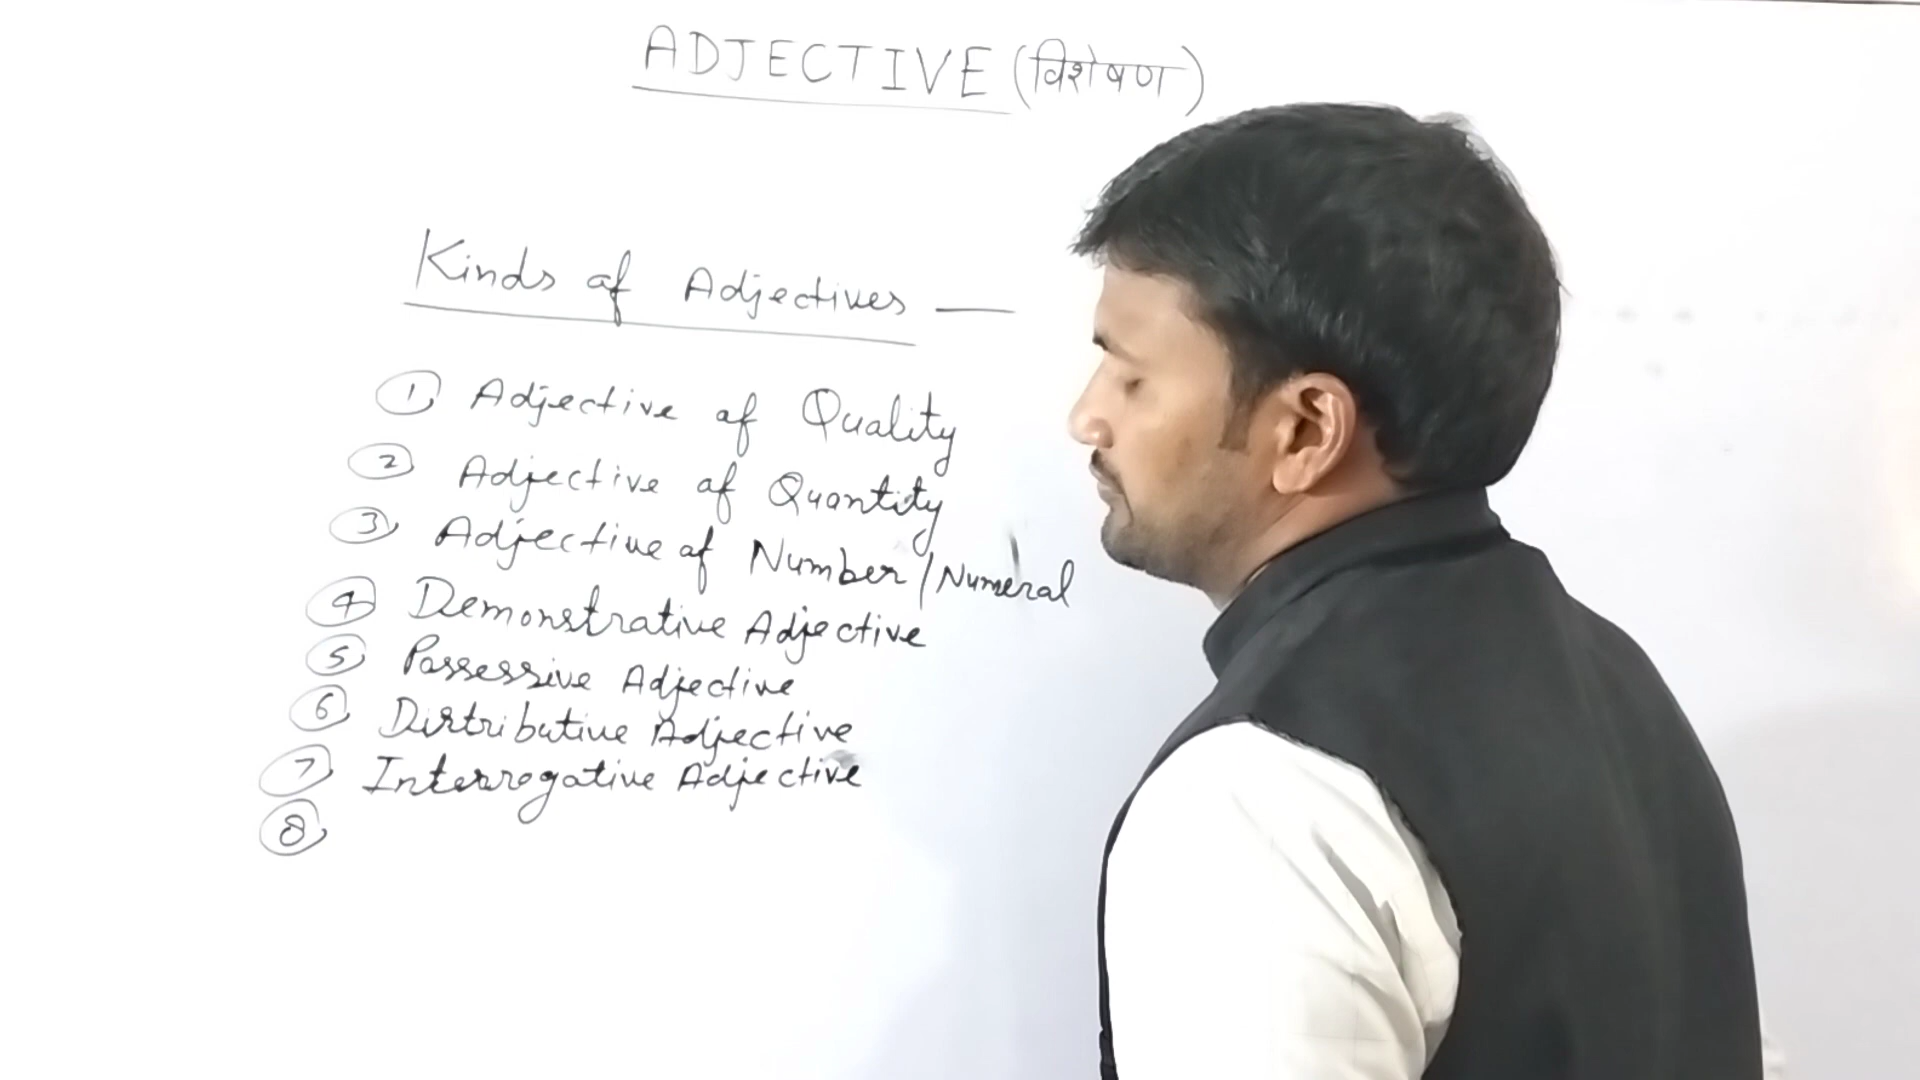 ADJECTIVE (विशेषण)
Kinds of Adjectives —
① Adjective of Quality
② Adjective of Quantity
③ Adjective of Number/Numeral
④ Demonstrative Adjective
⑤ Possessive Adjective
⑥ Distributive Adjective
⑦ Interrogative Adjective
⑧